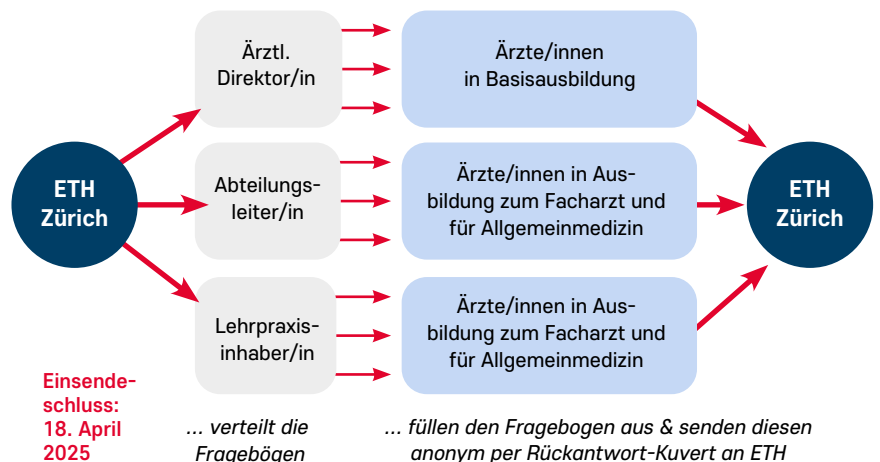 ETH
Zürich
Ärztl.
Direktor/in
Abteilungs-
leiter/in
Lehrpraxis-
inhaber/in
Ärzte/innen
in Basisausbildung
Ärzte/innen in Aus-
bildung zum Facharzt und
für Allgemeinmedizin
Ärzte/innen in Aus-
bildung zum Facharzt und
für Allgemeinmedizin
ETH
Zürich
Einsende-
schluss:
18. April
2025
... verteilt die
Fragebögen
... füllen den Fragebogen aus & senden diesen
anonym per Rückantwort-Kuvert an ETH